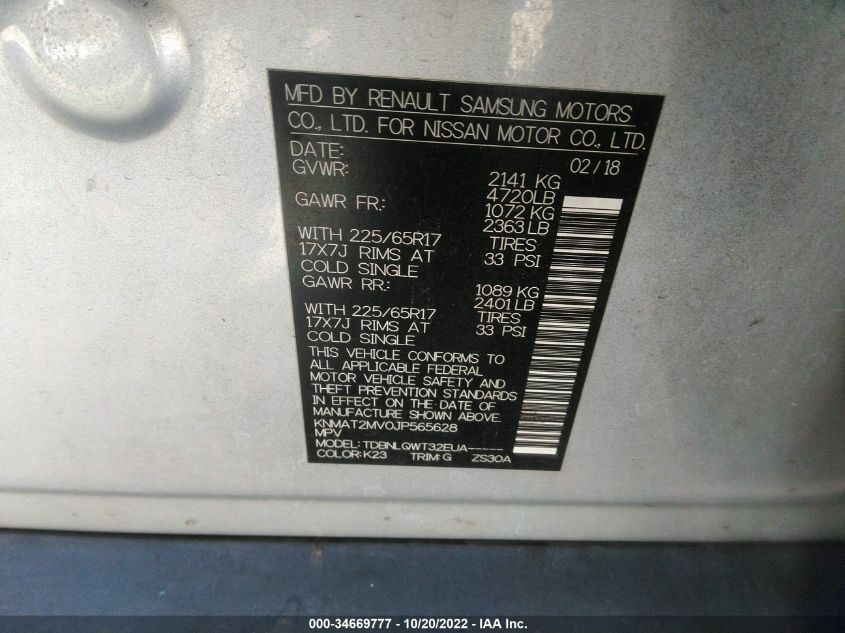 MFD BY RENAULT SAMSUNG MOTORS
CO., LTD. FOR NISSAN MOTOR CO., LTD.
DATE: 02/18
GVWR: 2141 KG
4720LB
GAWR FR: 1072 KG
2363 LB
WITH 225/65R17 TIRES
17X7J RIMS AT 33 PSI
COLD SINGLE
GAWR RR: 1089 KG
2401 LB
WITH 225/65R17 TIRES
17X7J RIMS AT 33 PSI
COLD SINGLE
THIS VEHICLE CONFORMS TO
ALL APPLICABLE FEDERAL
MOTOR VEHICLE SAFETY AND
THEFT PREVENTION STANDARDS
IN EFFECT ON THE DATE OF
MANUFACTURE SHOWN ABOVE.
KNMAT2MV0JP565628
MPV
MODEL: TDBNLQWT32EUA-----
COLOR: K23 TRIM: G ZS30A
000-34669777 - 10/20/2022 - IAA Inc.